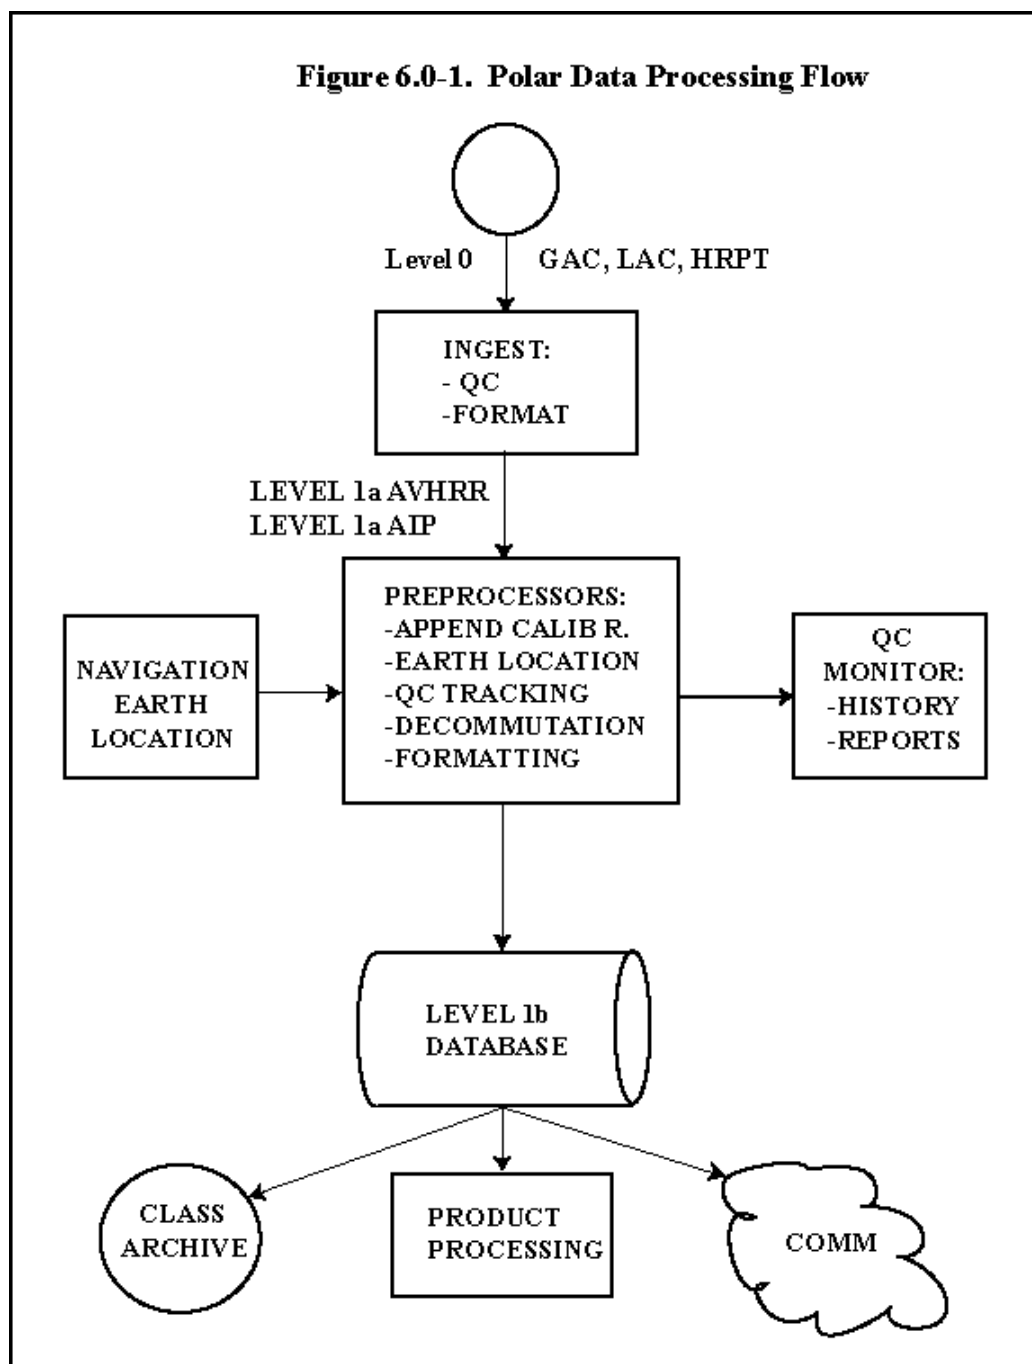 Figure 6.0-1. Polar Data Processing Flow
Level 0
GAC, LAC, HRPT
INGEST:
- QC
-FORMAT
LEVEL 1a AVHRR
LEVEL 1a AIP
NAVIGATION
EARTH
LOCATION
PREPROCESSORS:
-APPEND CALIB R.
-EARTH LOCATION
-QC TRACKING
-DECOMMUTATION
-FORMATTING
QC
MONITOR:
-HISTORY
-REPORTS
LEVEL 1b
DATABASE
CLASS
ARCHIVE
PRODUCT
PROCESSING
COMM